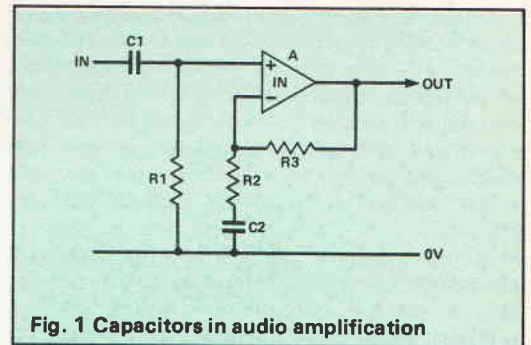 C1
IN
A
+
IN
−
OUT
R3
R1
R2
C2
0V
Fig. 1 Capacitors in audio amplification